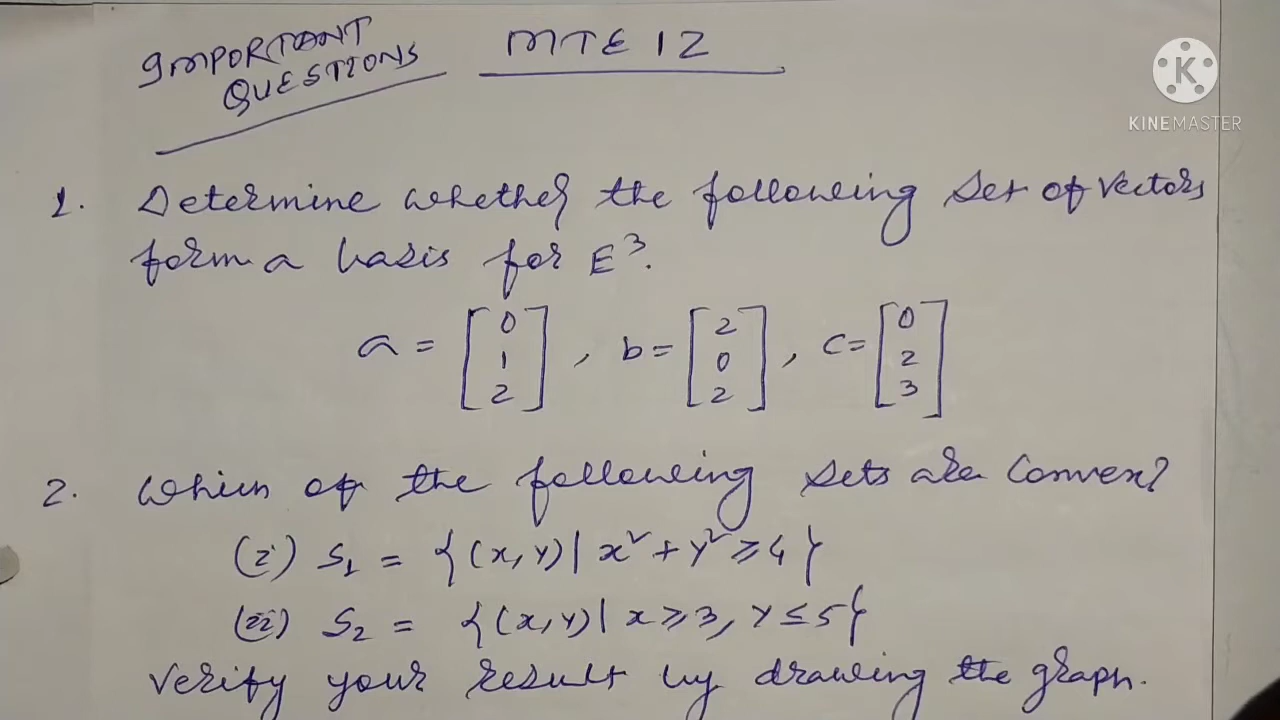 IMPORTANT QUESTIONS
MTE 12
K
KINEMASTER
1. Determine whether the following set of vectors
form a basis for E³.
a = [0 1 2], b = [2 0 2], c = [0 2 3]
2. Which of the following sets are convex?
(i) S₁ = {(x, y) | x² + y² ≥ 4}
(ii) S₂ = {(x, y) | x ≥ 3, y ≤ 5}
Verify your result by drawing the graph.